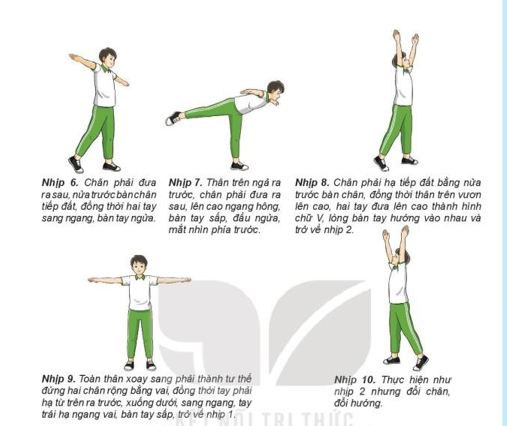 Nhịp 6. Chân phải đưa
ra sau, nửa trước bàn chân
tiếp đất, đồng thời hai tay
sang ngang, bàn tay ngửa.
Nhịp 7. Thân trên ngả ra
trước, chân phải đưa ra
sau, lên cao ngang hông,
bàn tay sấp, đầu ngửa,
mắt nhìn phía trước.
Nhịp 8. Chân phải hạ tiếp đất bằng nửa
trước bàn chân, đồng thời thân trên vươn
lên cao, hai tay đưa lên cao thành hình
chữ V, lòng bàn tay hướng vào nhau và
trở về nhịp 2.
Nhịp 9. Toàn thân xoay sang phải thành tư thế
đứng hai chân rộng bằng vai, đồng thời tay phải
hạ từ trên ra trước, xuống dưới, sang ngang, tay
trái hạ ngang vai, bàn tay sấp, trở về nhịp 1.
Nhịp 10. Thực hiện như
nhịp 2 nhưng đổi chân,
đổi hướng.
KẾT NỐI TRI THỨC